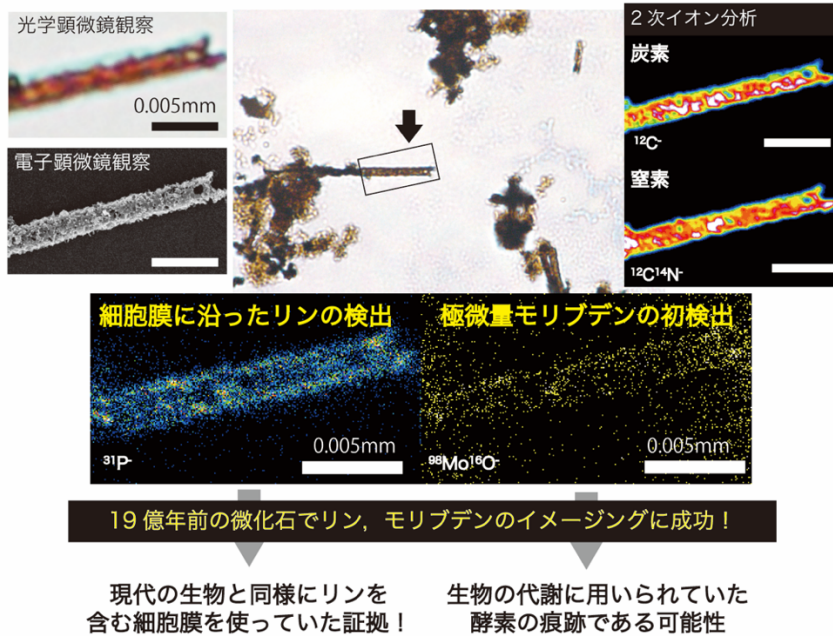 光学顕微鏡観察
0.005mm
電子顕微鏡観察
2次イオン分析
炭素
¹²C⁻
窒素
¹²C¹⁴N⁻
細胞膜に沿ったリンの検出
0.005mm
³¹P⁻
極微量モリブデンの初検出
0.005mm
⁹⁸Mo¹⁶O⁻
19億年前の微化石でリン,モリブデンのイメージングに成功!
現代の生物と同様にリンを
含む細胞膜を使っていた証拠!
生物の代謝に用いられていた
酵素の痕跡である可能性